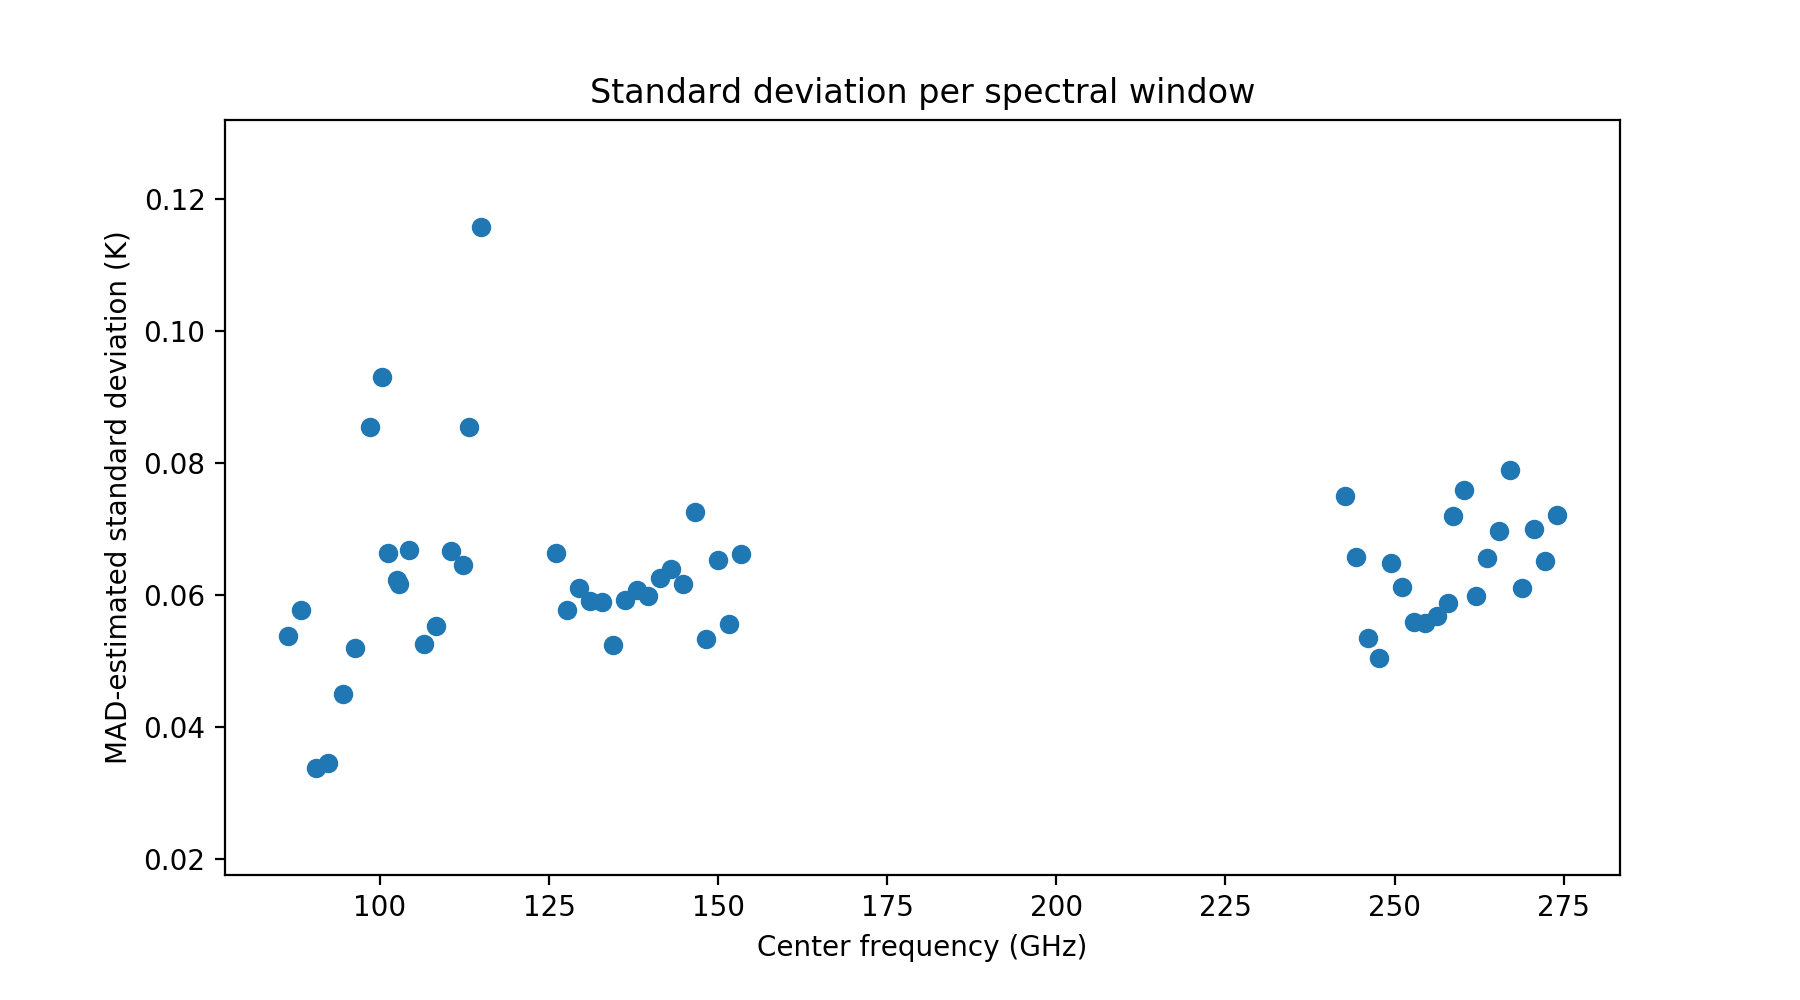 Standard deviation per spectral window
0.12
0.10
0.08
0.06
0.04
0.02
MAD-estimated standard deviation (K)
100 125 150 175 200 225 250 275
Center frequency (GHz)